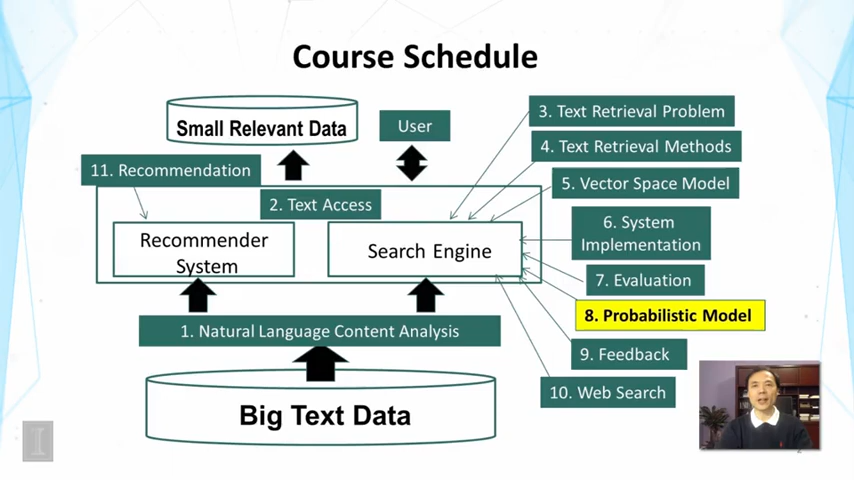 Course Schedule
Small Relevant Data
User
3. Text Retrieval Problem
4. Text Retrieval Methods
11. Recommendation
5. Vector Space Model
2. Text Access
6. System
Implementation
Recommender
System
Search Engine
7. Evaluation
8. Probabilistic Model
1. Natural Language Content Analysis
9. Feedback
10. Web Search
Big Text Data
I
2